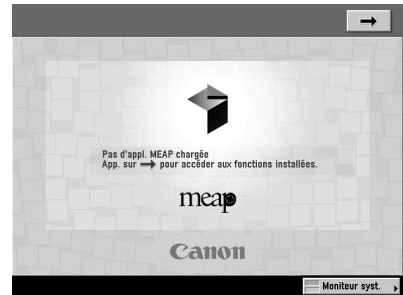 Pas d'appl. MEAP chargée
App. sur → pour accéder aux fonctions installées.
meap
Canon
Moniteur syst.